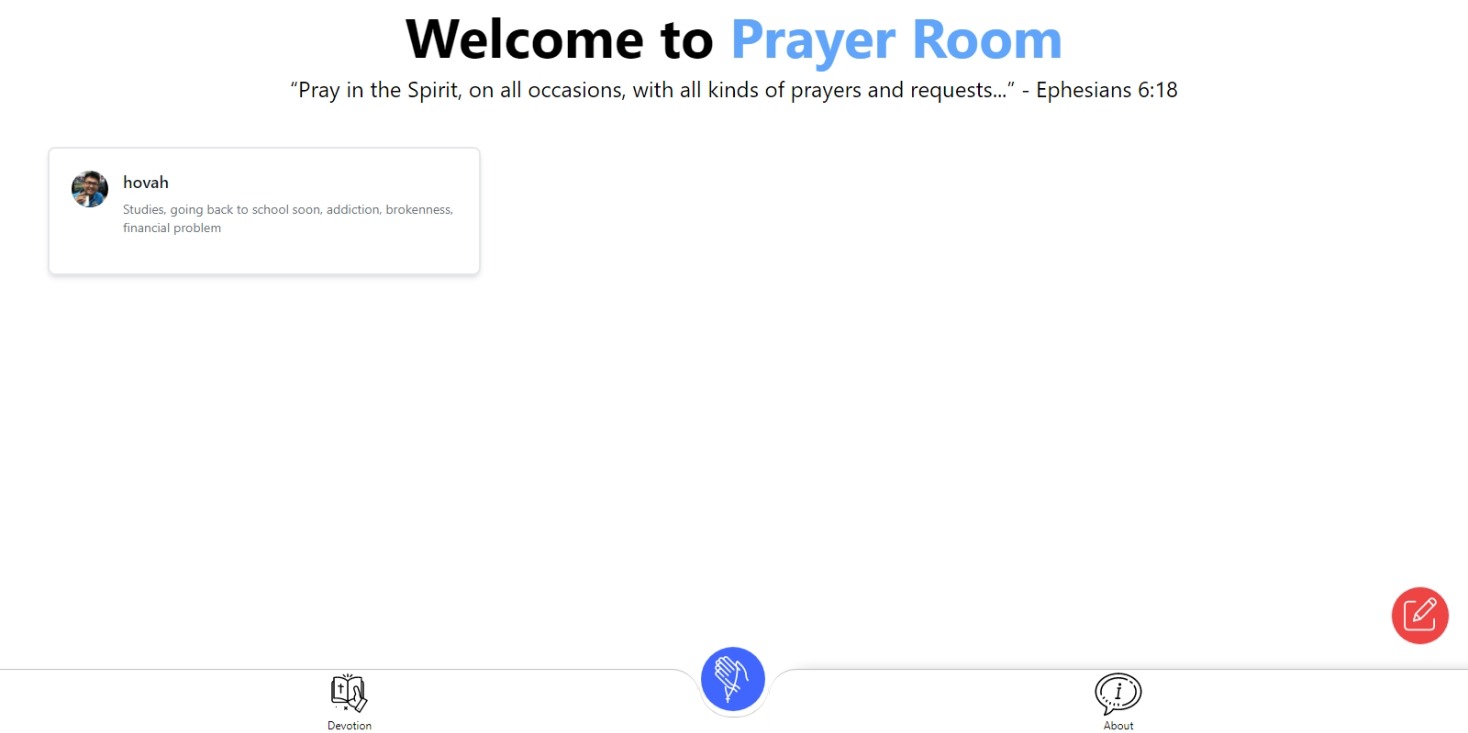 Welcome to Prayer Room
“Pray in the Spirit, on all occasions, with all kinds of prayers and requests...” - Ephesians 6:18
hovah
Studies, going back to school soon, addiction, brokenness,
financial problem
Devotion
About